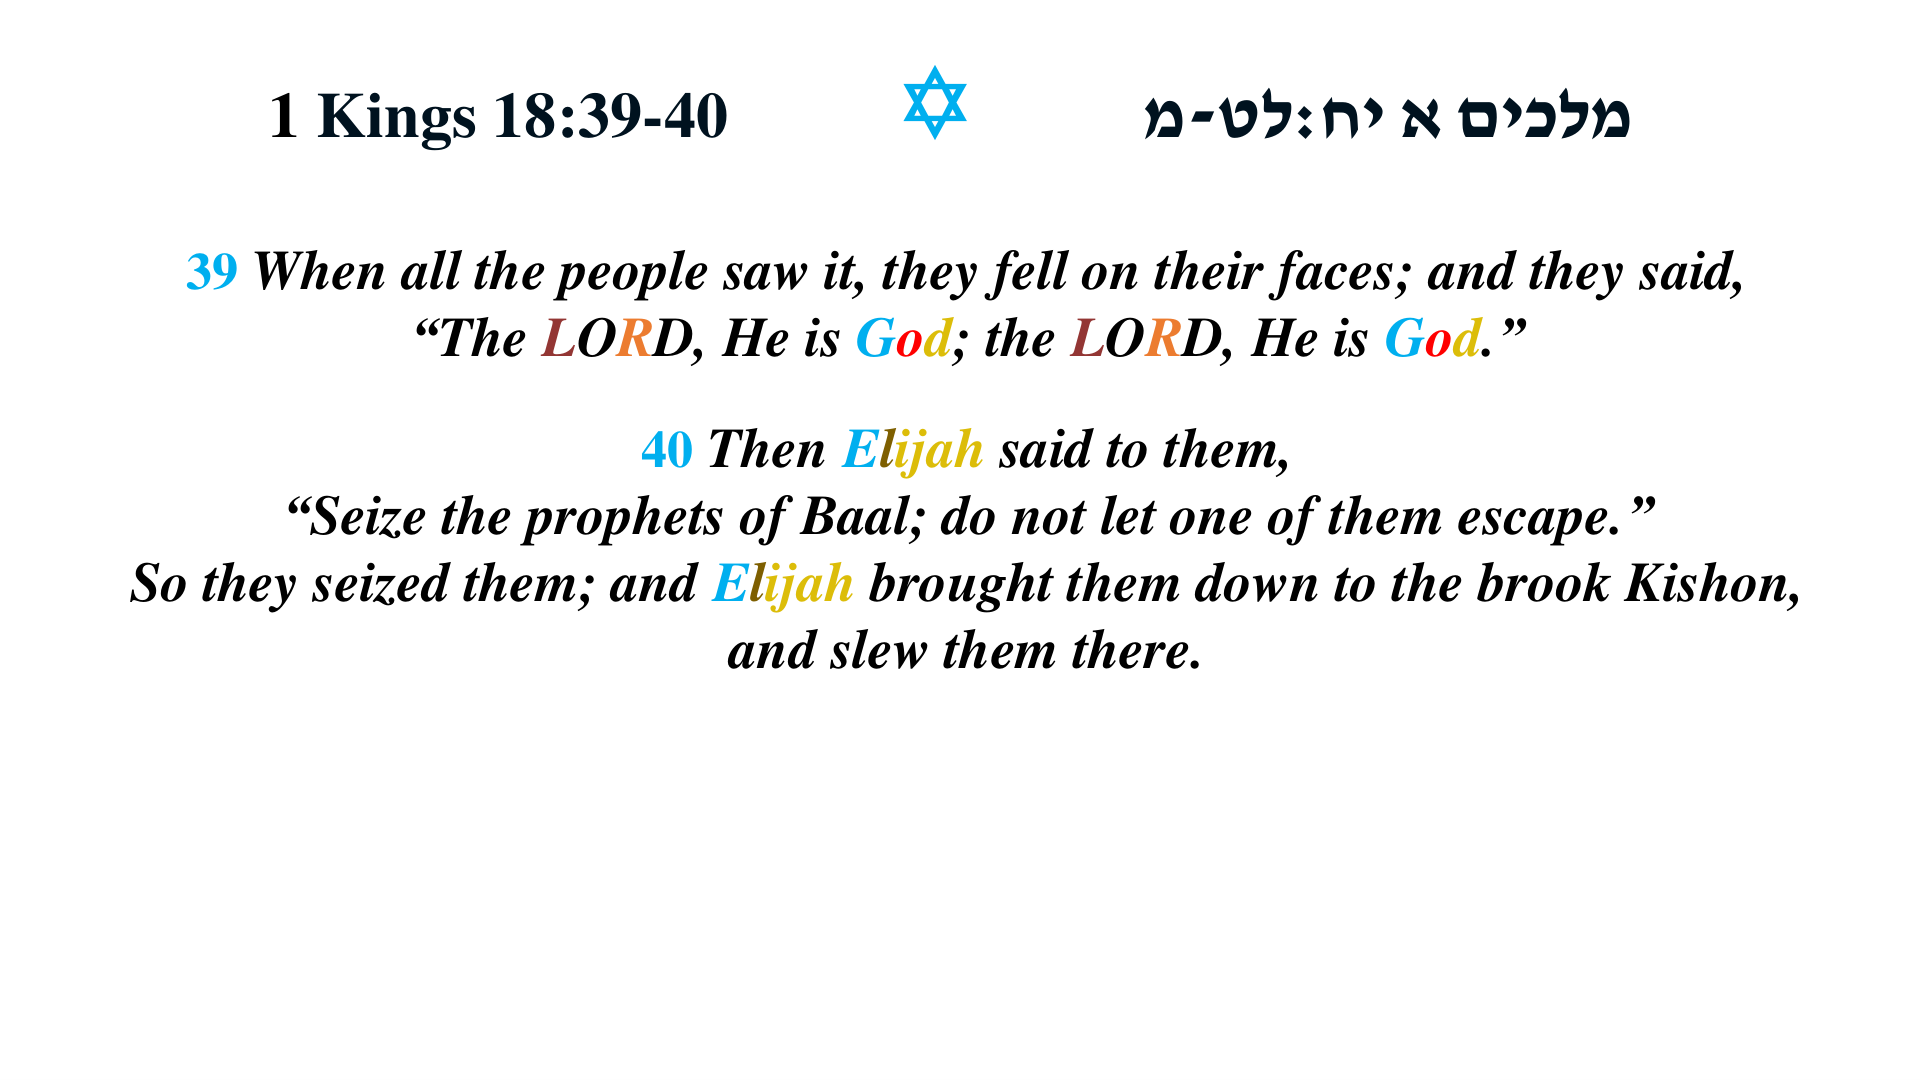 1 Kings 18:39-40 ✡ מלכים א יח:לט-מ
39 When all the people saw it, they fell on their faces; and they said,
“The LORD, He is God; the LORD, He is God.”
40 Then Elijah said to them,
“Seize the prophets of Baal; do not let one of them escape.”
So they seized them; and Elijah brought them down to the brook Kishon,
and slew them there.